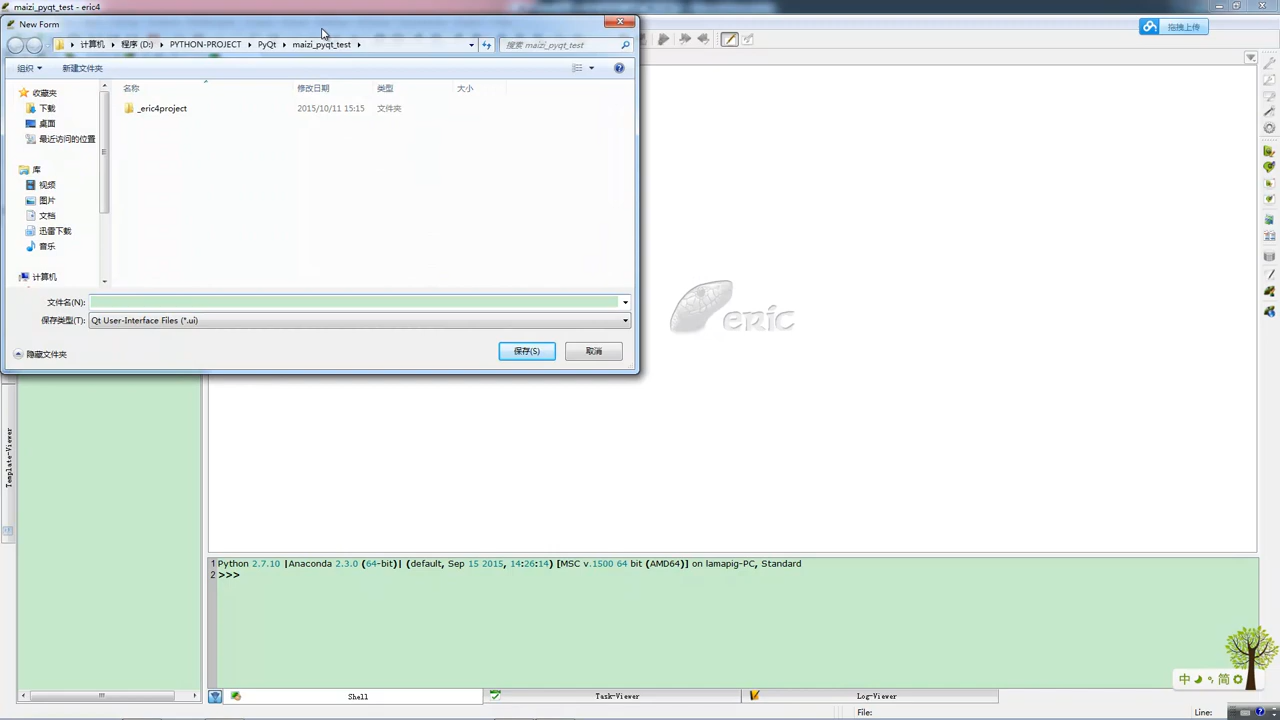 maizi_pyqt_test - eric4
New Form
计算机 程序 (D:) PYTHON-PROJECT PyQt maizi_pyqt_test
搜索 maizi_pyqt_test
拖拽上传
组织
新建文件夹
名称 修改日期 类型 大小
_eric4project 2015/10/11 15:15 文件夹
收藏夹
下载
桌面
最近访问的位置
库
视频
图片
文档
迅雷下载
音乐
计算机
文件名(N):
保存类型(T): Qt User-Interface Files (*.ui)
隐藏文件夹
保存(S)
取消
eric
Template-Viewer
1 Python 2.7.10 |Anaconda 2.3.0 (64-bit)| (default, Sep 15 2015, 14:26:14) [MSC v.1500 64 bit (AMD64)] on lamapig-PC, Standard
2 >>>
中 简
Shell Task-Viewer Log-Viewer
File: Line: